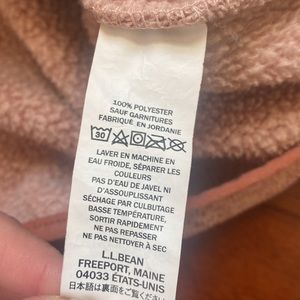 100% POLYESTER
SAUF GARNITURES
FABRIQUÉ EN JORDANIE
30
LAVER EN MACHINE EN
EAU FROIDE, SÉPARER LES
COULEURS
PAS D'EAU DE JAVEL NI
D'ASSOUPLISSANT
SÉCHAGE PAR CULBUTAGE
BASSE TEMPÉRATURE,
SORTIR RAPIDEMENT
NE PAS REPASSER
NE PAS NETTOYER À SEC
L.L.BEAN
FREEPORT, MAINE
04033 ÉTATS-UNIS
日本語は裏面をご覧ください